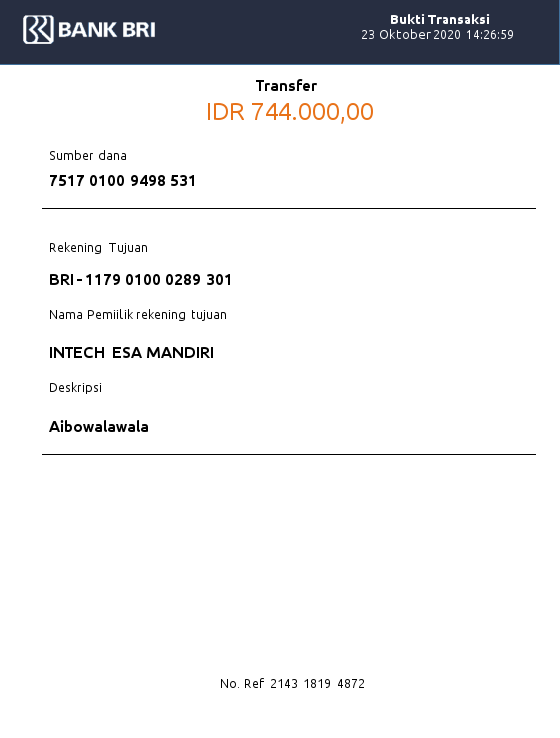 BANK BRI
Bukti Transaksi
23 Oktober 2020 14:26:59
Transfer
IDR 744.000,00
Sumber dana
7517 0100 9498 531
Rekening Tujuan
BRI - 1179 0100 0289 301
Nama Pemiilik rekening tujuan
INTECH ESA MANDIRI
Deskripsi
Aibowalawala
No. Ref 2143 1819 4872